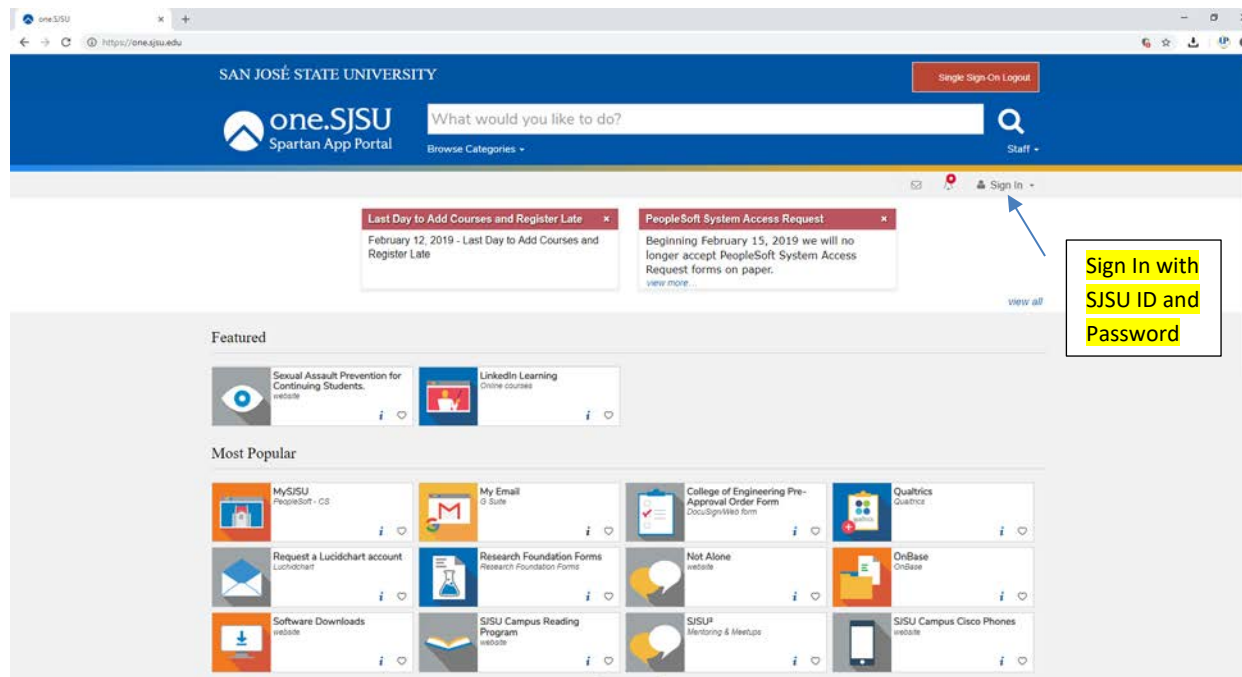 one.SJSU
https://one.sjsu.edu
SAN JOSÉ STATE UNIVERSITY
Single Sign-On Logout
one.SJSU
Spartan App Portal
What would you like to do?
Browse Categories
Staff
Sign In
Last Day to Add Courses and Register Late ×
February 12, 2019 - Last Day to Add Courses and
Register Late
PeopleSoft System Access Request ×
Beginning February 15, 2019 we will no
longer accept PeopleSoft System Access
Request forms on paper.
view more...
view all
Sign In with
SJSU ID and
Password
Featured
Sexual Assault Prevention for
Continuing Students.
website
LinkedIn Learning
Online courses
Most Popular
MySJSU
PeopleSoft - CS
My Email
G Suite
College of Engineering Pre-
Approval Order Form
DocuSign/Web form
Qualtrics
Qualtrics
qualtrics
Request a Lucidchart account
Luchidchart
Research Foundation Forms
Research Foundation Forms
Not Alone
website
OnBase
OnBase
Software Downloads
website
SJSU Campus Reading
Program
website
SJSU²
Mentoring & Meetups
SJSU Campus Cisco Phones
website